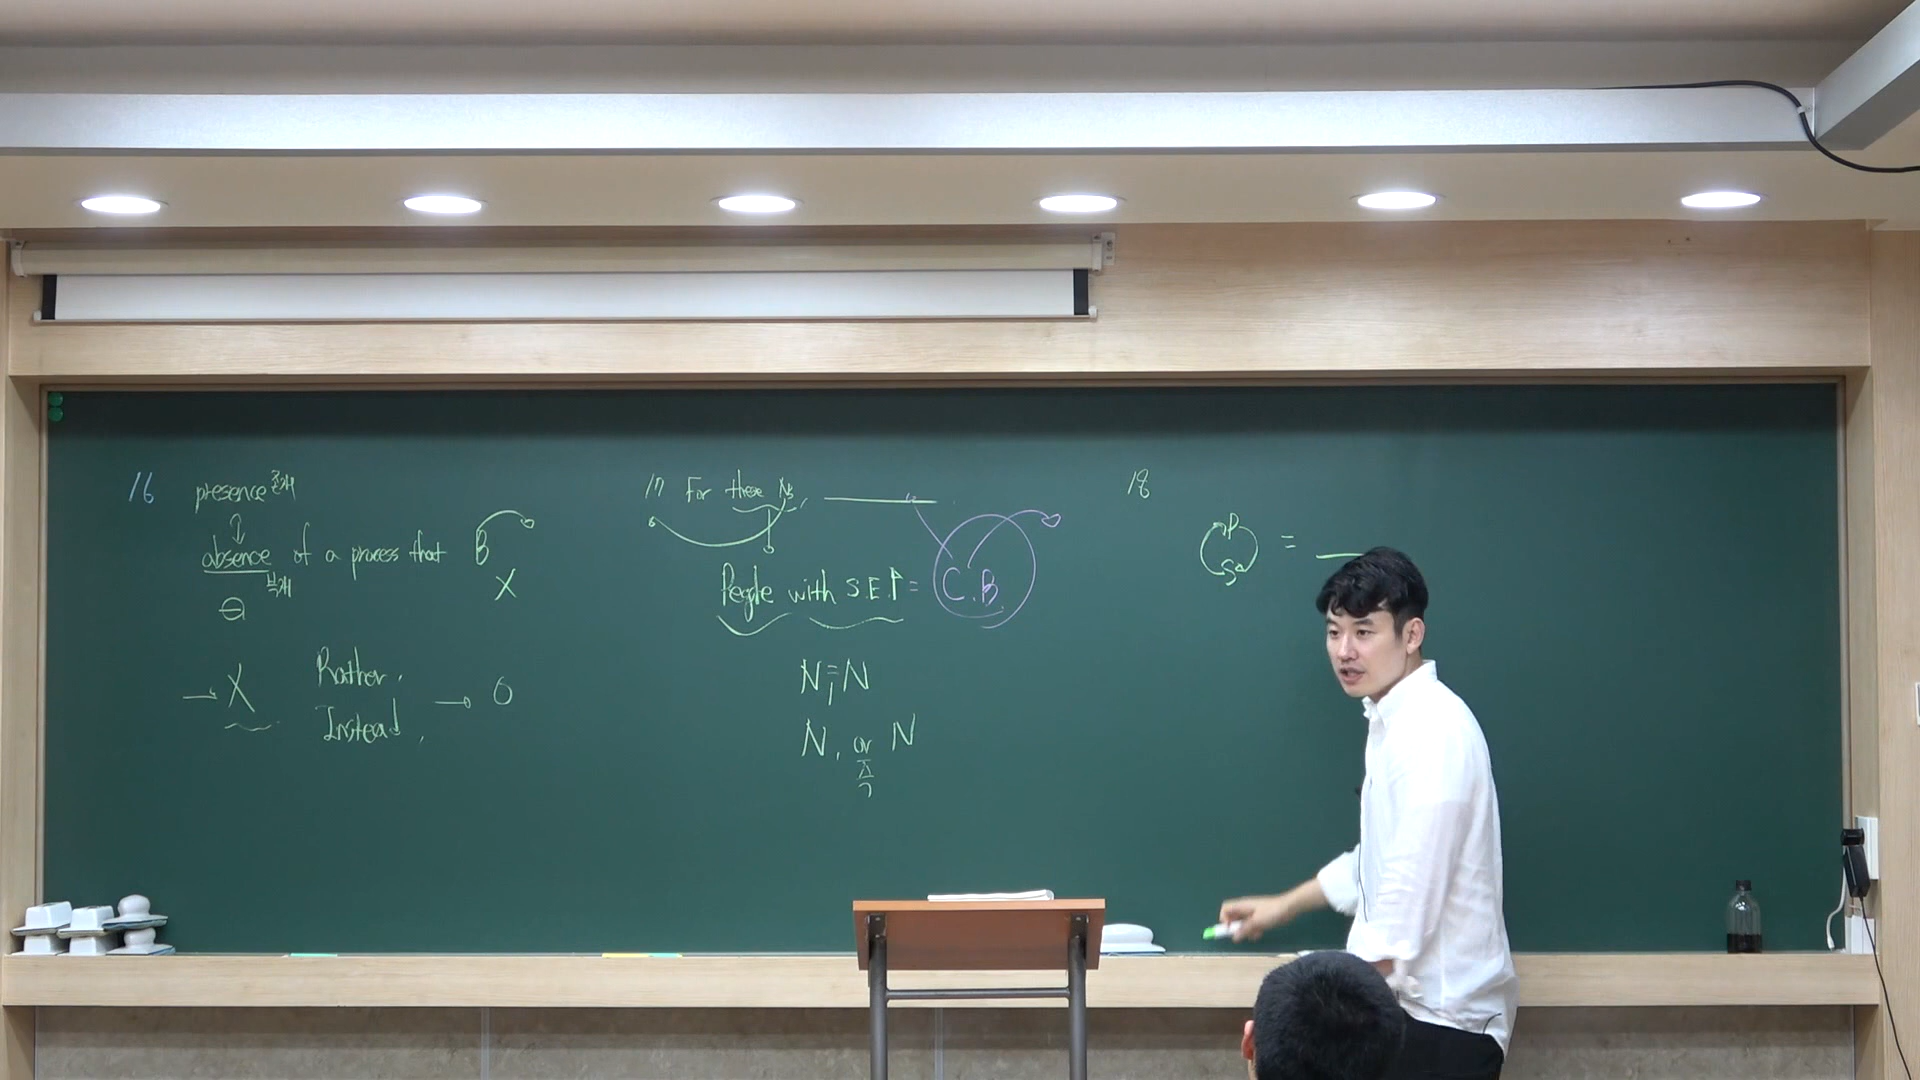 16 presence 존재
absence of a process that B
부재
X
→ X Rather, → O
Instead,
17 For these Ns,
People with S.E.P = C.B
N, = N
N, or N
즉
18
P
S =